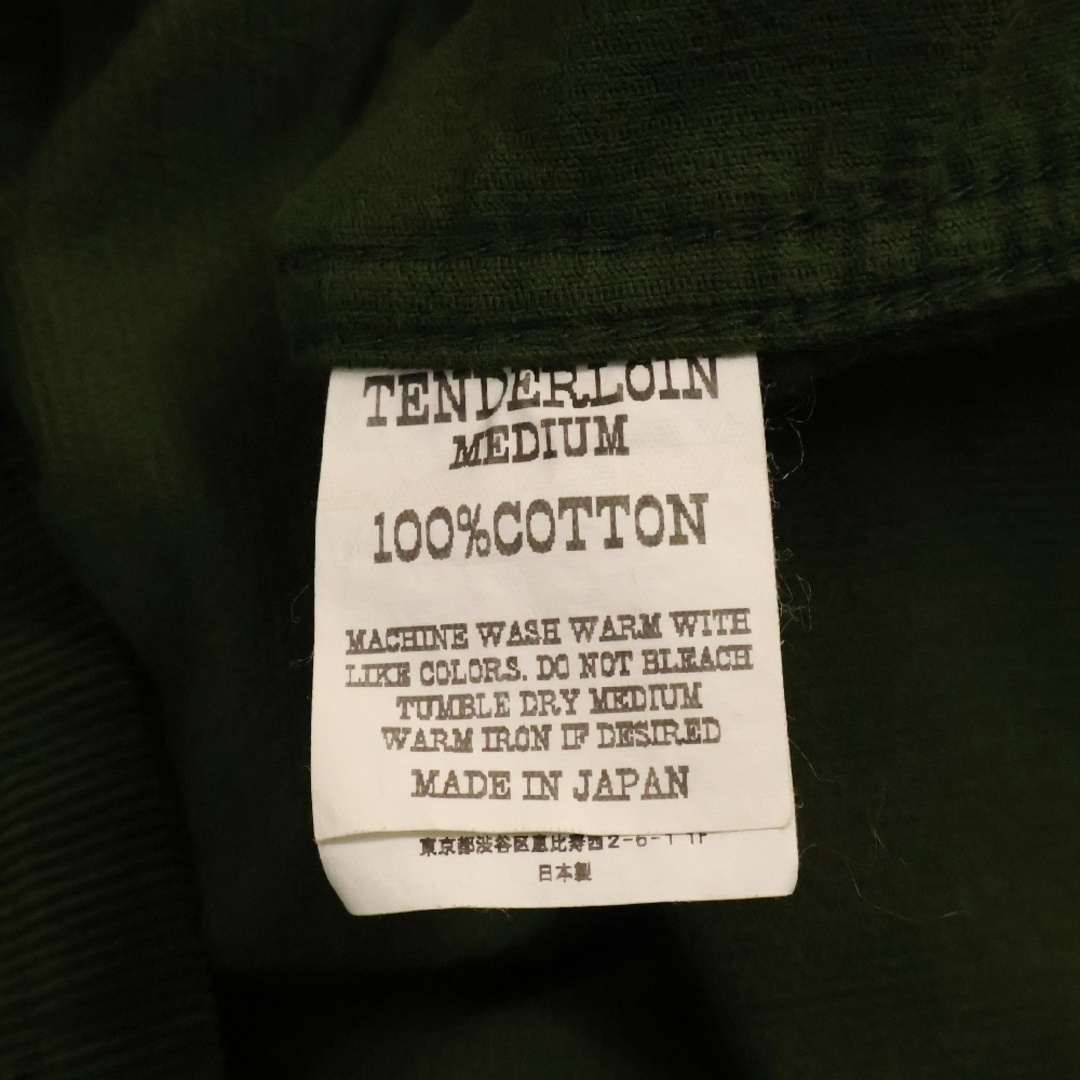 TENDERLOIN
MEDIUM
100%COTTON
MACHINE WASH WARM WITH
LIKE COLORS. DO NOT BLEACH
TUMBLE DRY MEDIUM
WARM IRON IF DESIRED
MADE IN JAPAN
東京都渋谷区恵比寿西2-6-1 1F
日本製